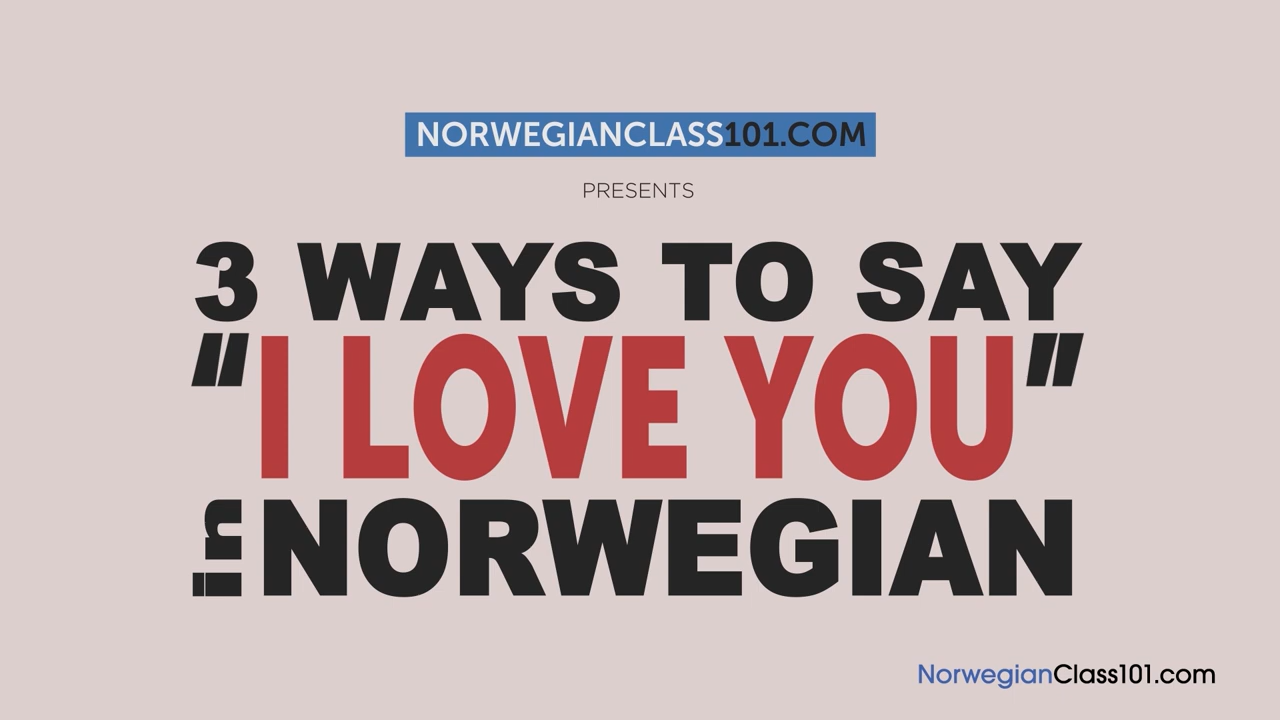 NORWEGIANCLASS101.COM
PRESENTS
3 WAYS TO SAY
"I LOVE YOU"
in NORWEGIAN
NorwegianClass101.com